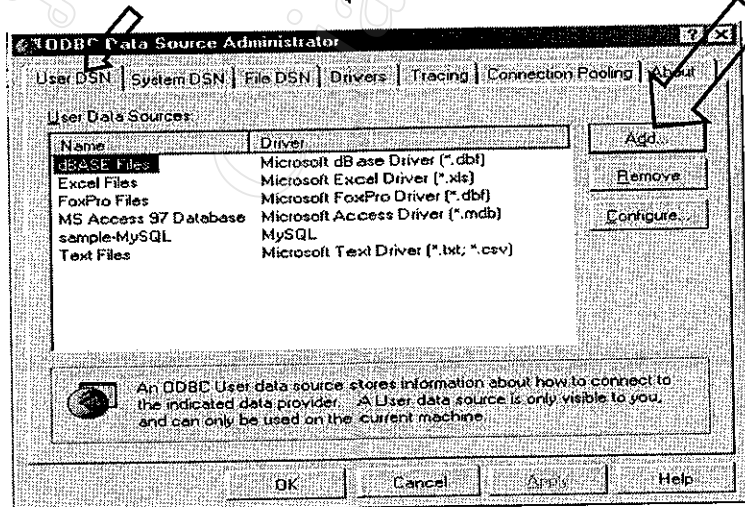 ODBC Data Source Administrator
User DSN System DSN File DSN Drivers Tracing Connection Pooling About
User Data Sources:
Name Driver Add...
dBASE Files Microsoft dBase Driver (*.dbf)
Excel Files Microsoft Excel Driver (*.xls) Remove
FoxPro Files Microsoft FoxPro Driver (*.dbf)
MS Access 97 Database Microsoft Access Driver (*.mdb) Configure...
sample-MySQL MySQL
Text Files Microsoft Text Driver (*.txt; *.csv)
An ODBC User data source stores information about how to connect to
the indicated data provider. A User data source is only visible to you,
and can only be used on the current machine.
OK Cancel Apply Help